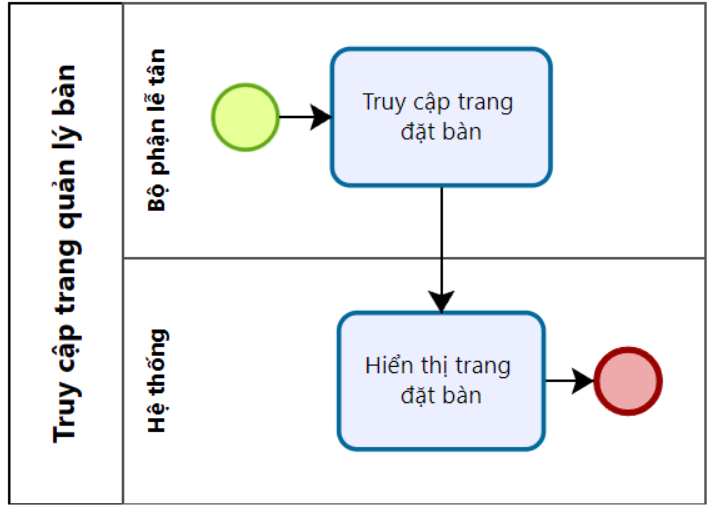 Truy cập trang quản lý bàn
Bộ phận lễ tân
Truy cập trang
đặt bàn
Hệ thống
Hiển thị trang
đặt bàn